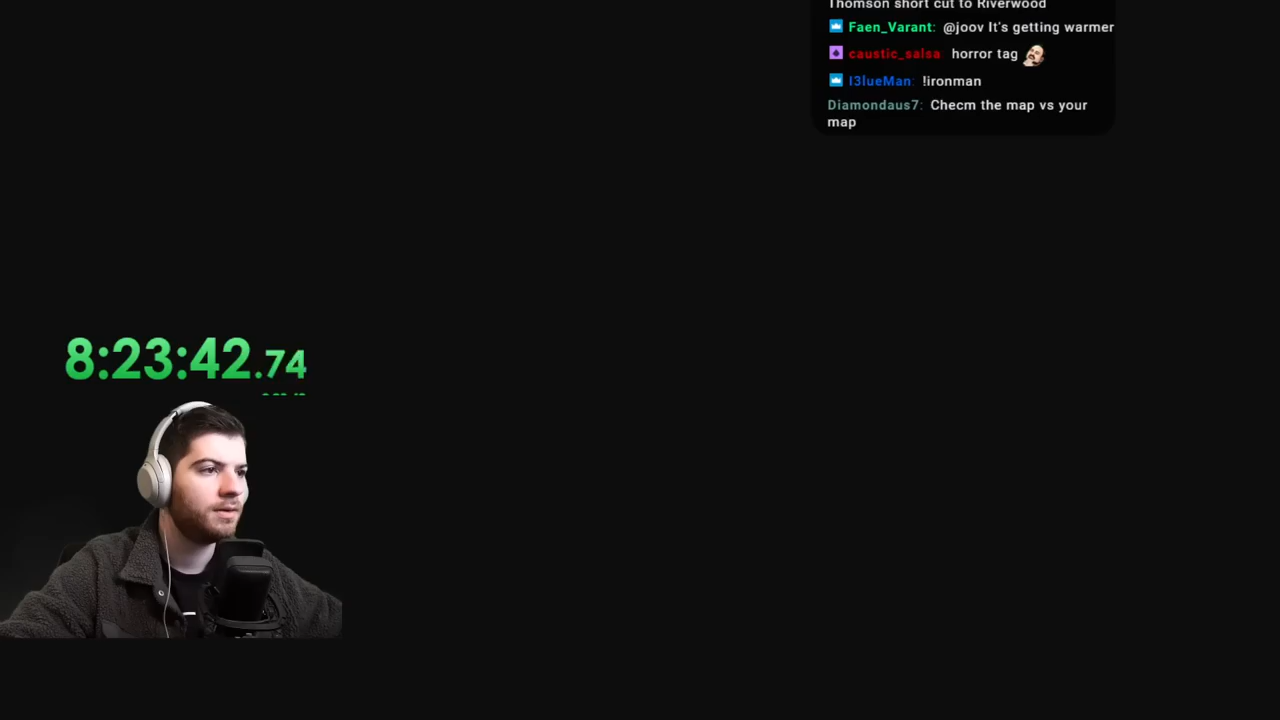 Thomson short cut to Riverwood
Faen_Varant: @joov It's getting warmer
caustic_salsa horror tag
I3lueMan: !ironman
Diamondaus7: Checm the map vs your
map
8:23:42.74